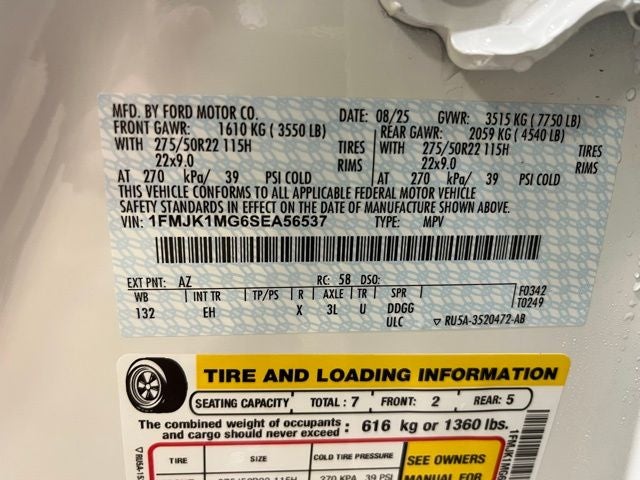 MFD. BY FORD MOTOR CO. DATE: 08/25 GVWR: 3515 KG ( 7750 LB)
FRONT GAWR: 1610 KG ( 3550 LB) REAR GAWR: 2059 KG ( 4540 LB)
WITH 275/50R22 115H TIRES WITH 275/50R22 115H TIRES
22x9.0 RIMS 22x9.0 RIMS
AT 270 kPa/ 39 PSI COLD AT 270 kPa/ 39 PSI COLD
THIS VEHICLE CONFORMS TO ALL APPLICABLE FEDERAL MOTOR VEHICLE
SAFETY STANDARDS IN EFFECT ON THE DATE OF MANUFACTURE SHOWN ABOVE.
VIN: 1FMJK1MG6SEA56537 TYPE: MPV
EXT PNT: AZ RC: 58 DSO:
WB INT TR TP/PS R AXLE TR SPR F0342
132 EH X 3L U DDGG T0249
ULC ▽ RU5A-3520472-AB
TIRE AND LOADING INFORMATION
SEATING CAPACITY TOTAL : 7 FRONT: 2 REAR: 5
The combined weight of occupants
and cargo should never exceed : 616 kg or 1360 lbs.
TIRE SIZE COLD TIRE PRESSURE SEE OWNERS
275/50R22 115H 270 KPA, 39 PSI MANUAL FOR
1FMJK1MG6